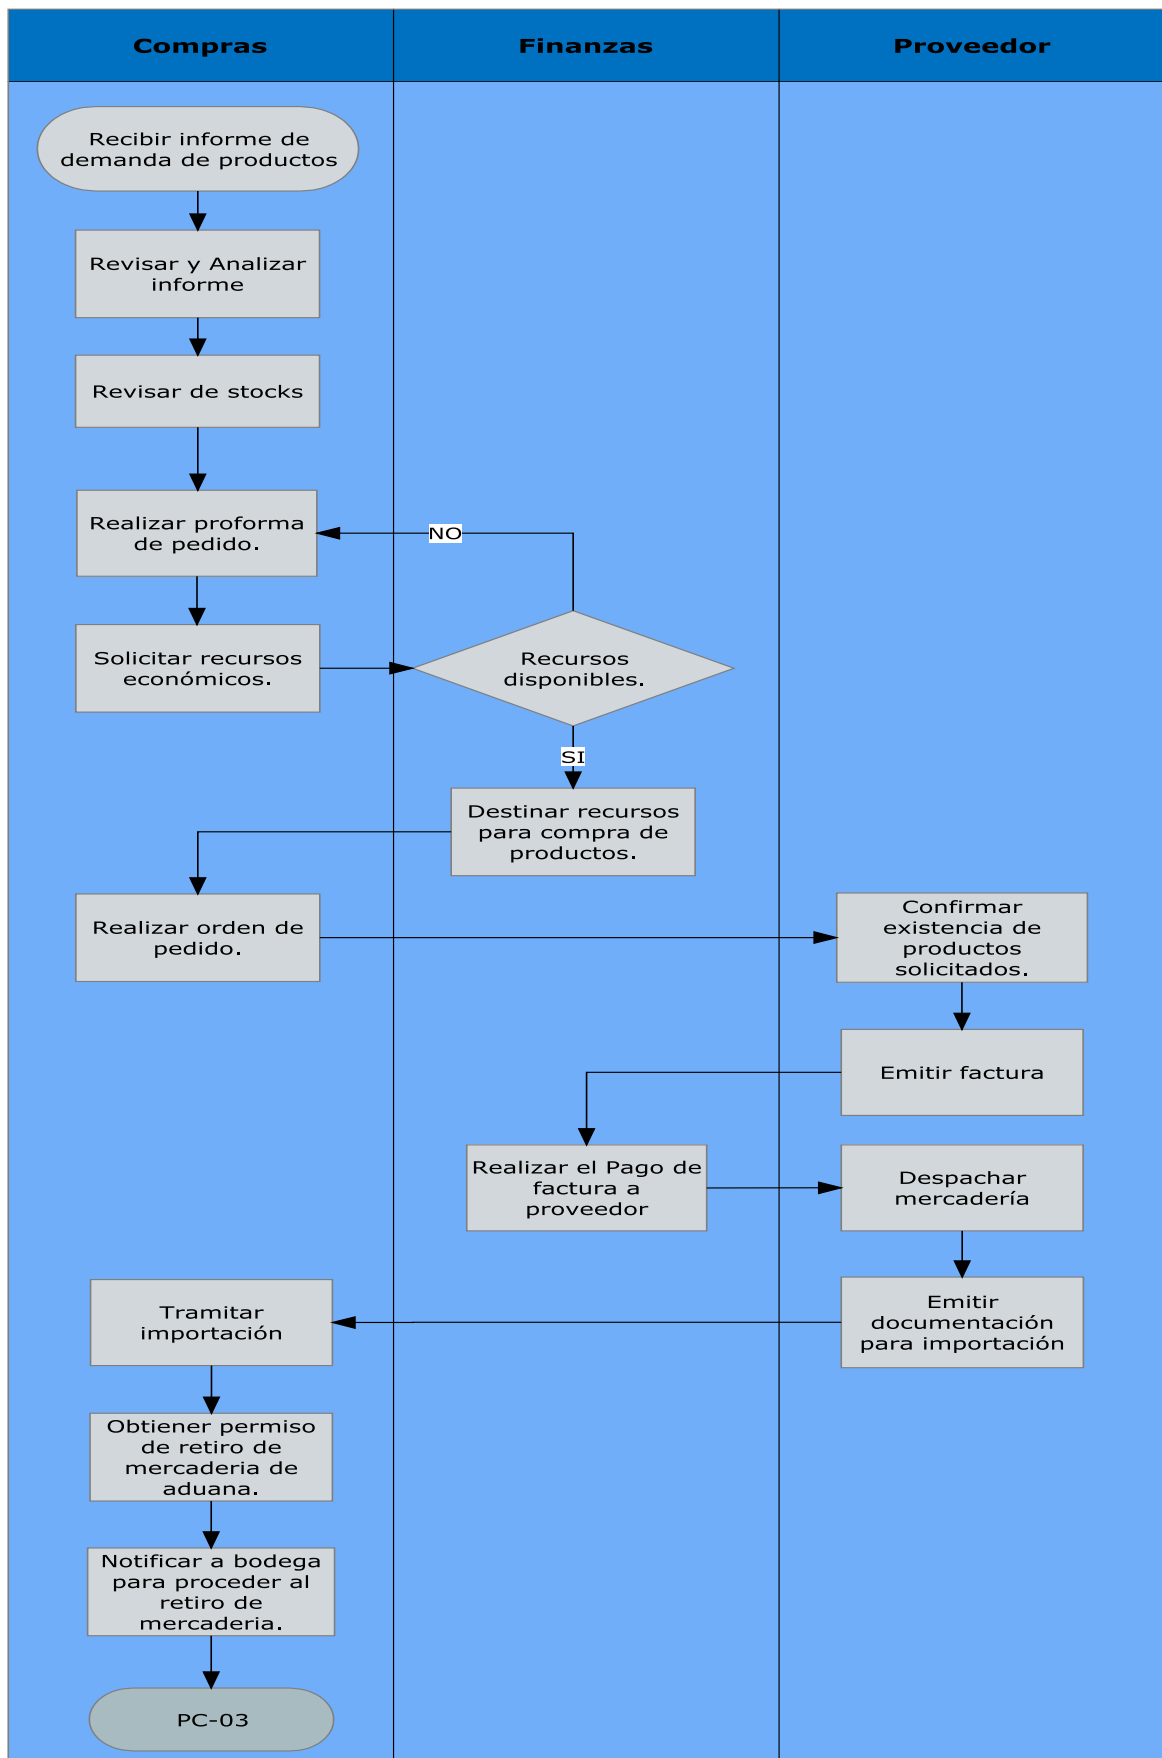 Compras
Finanzas
Proveedor
Recibir informe de
demanda de productos
Revisar y Analizar
informe
Revisar de stocks
Realizar proforma
de pedido.
NO
Solicitar recursos
económicos.
Recursos
disponibles.
SI
Destinar recursos
para compra de
productos.
Realizar orden de
pedido.
Confirmar
existencia de
productos
solicitados.
Emitir factura
Realizar el Pago de
factura a
proveedor
Despachar
mercadería
Emitir
documentación
para importación
Tramitar
importación
Obtiener permiso
de retiro de
mercaderia de
aduana.
Notificar a bodega
para proceder al
retiro de
mercaderia.
PC-03